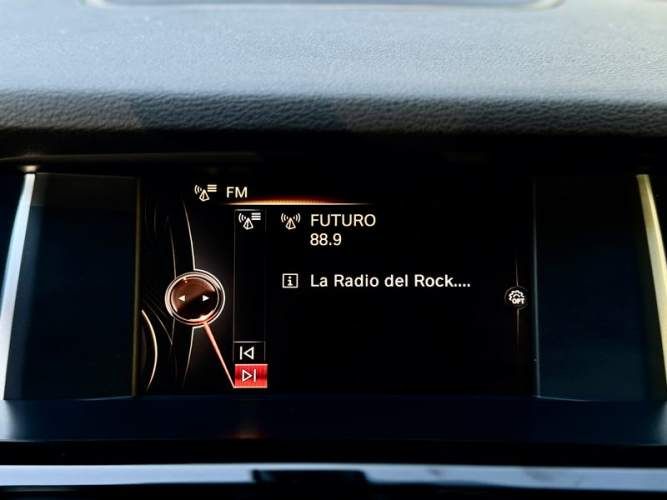 FM
FUTURO
88.9
La Radio del Rock....
OPT